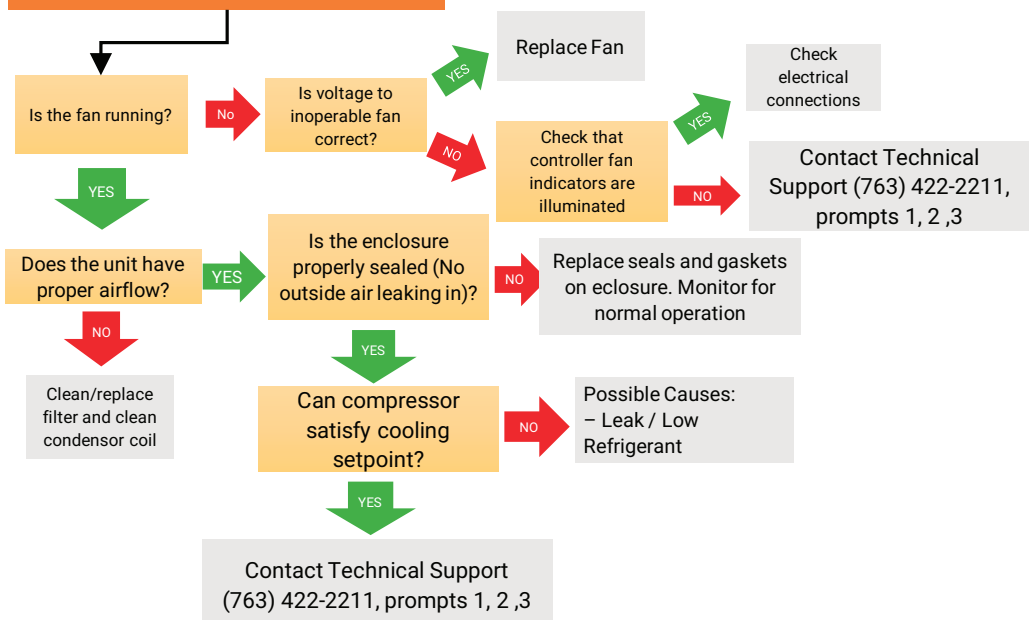 Is the fan running?
No
Is voltage to
inoperable fan
correct?
YES
Replace Fan
NO
Check that
controller fan
indicators are
illuminated
YES
Check
electrical
connections
NO
Contact Technical
Support (763) 422-2211,
prompts 1, 2 ,3
YES
Does the unit have
proper airflow?
NO
Clean/replace
filter and clean
condensor coil
YES
Is the enclosure
properly sealed (No
outside air leaking in)?
NO
Replace seals and gaskets
on eclosure. Monitor for
normal operation
YES
Can compressor
satisfy cooling
setpoint?
NO
Possible Causes:
– Leak / Low
Refrigerant
YES
Contact Technical Support
(763) 422-2211, prompts 1, 2 ,3